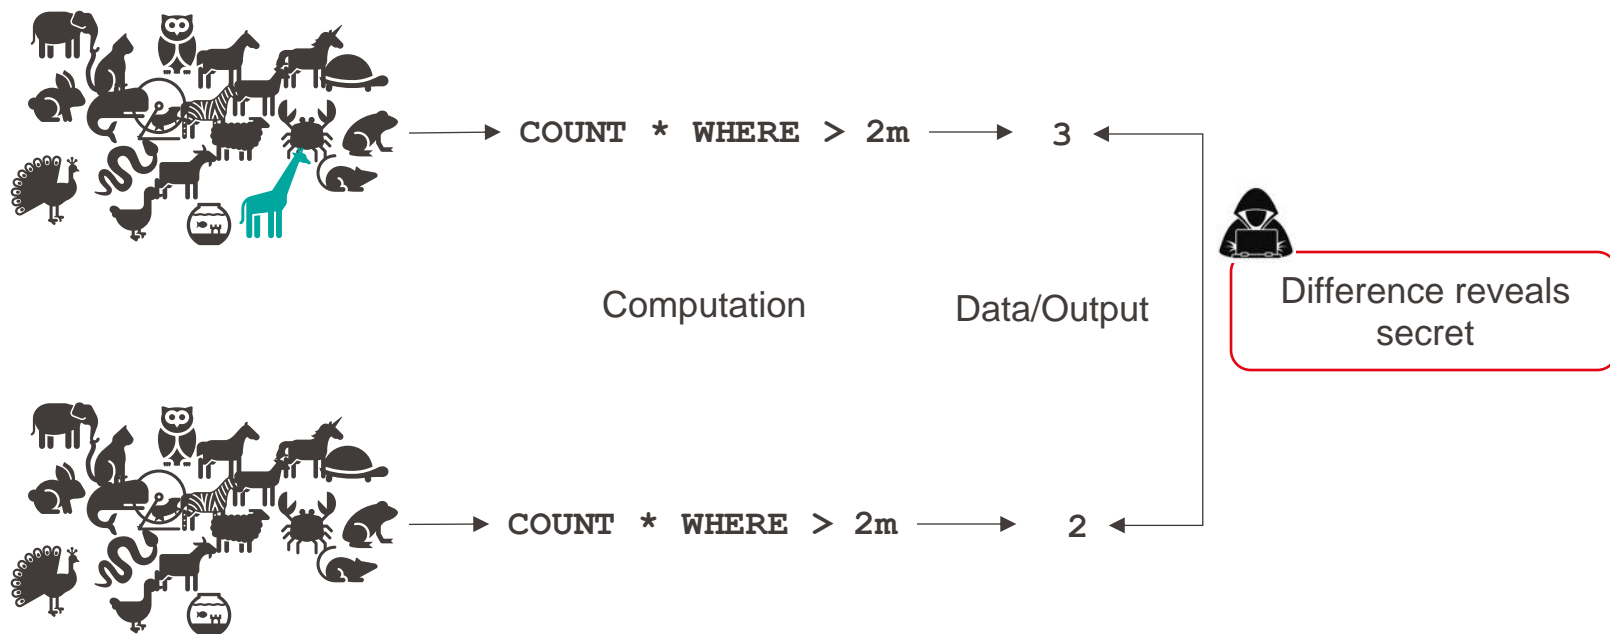 COUNT * WHERE > 2m
3
Difference reveals
secret
Computation
Data/Output
COUNT * WHERE > 2m
2